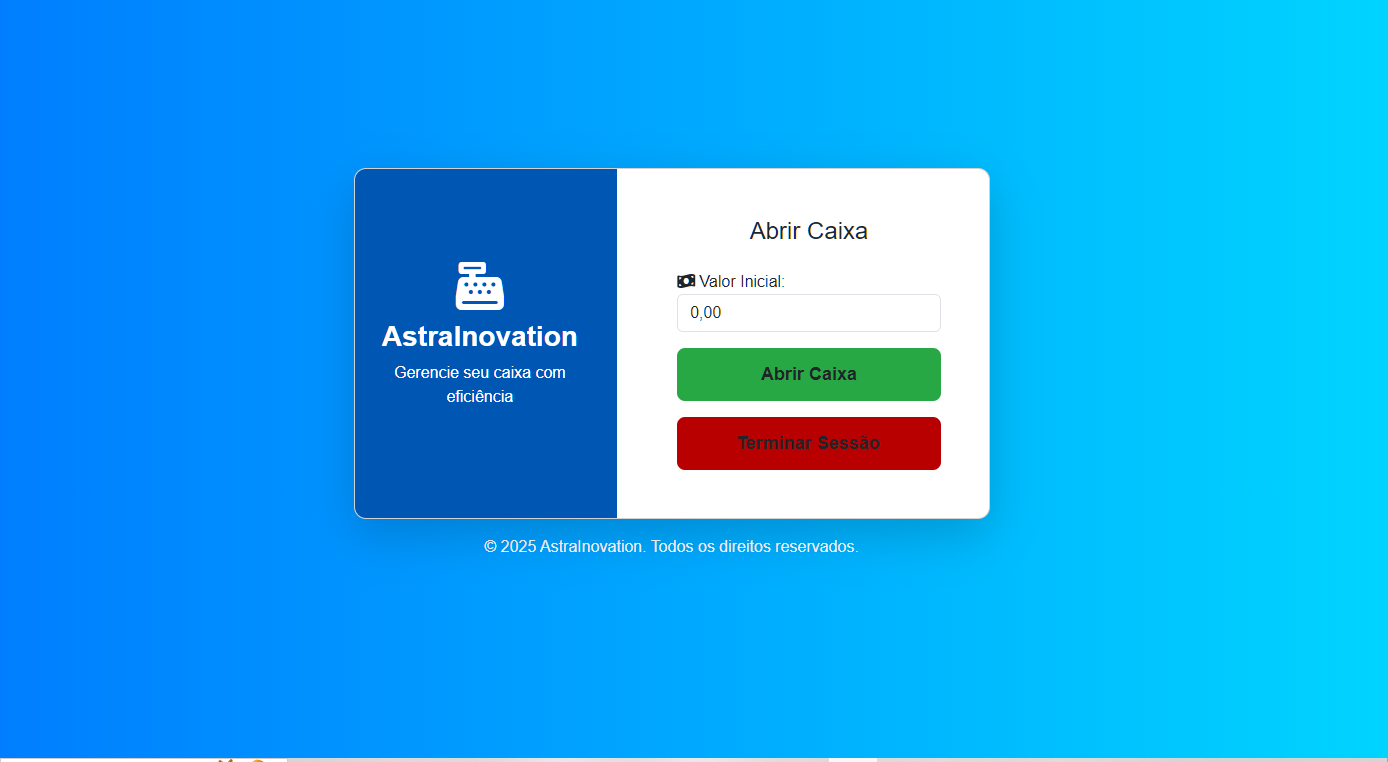 AstraInovation
Gerencie seu caixa com
eficiência
Abrir Caixa
Valor Inicial:
0,00
Abrir Caixa
Terminar Sessão
© 2025 AstraInovation. Todos os direitos reservados.